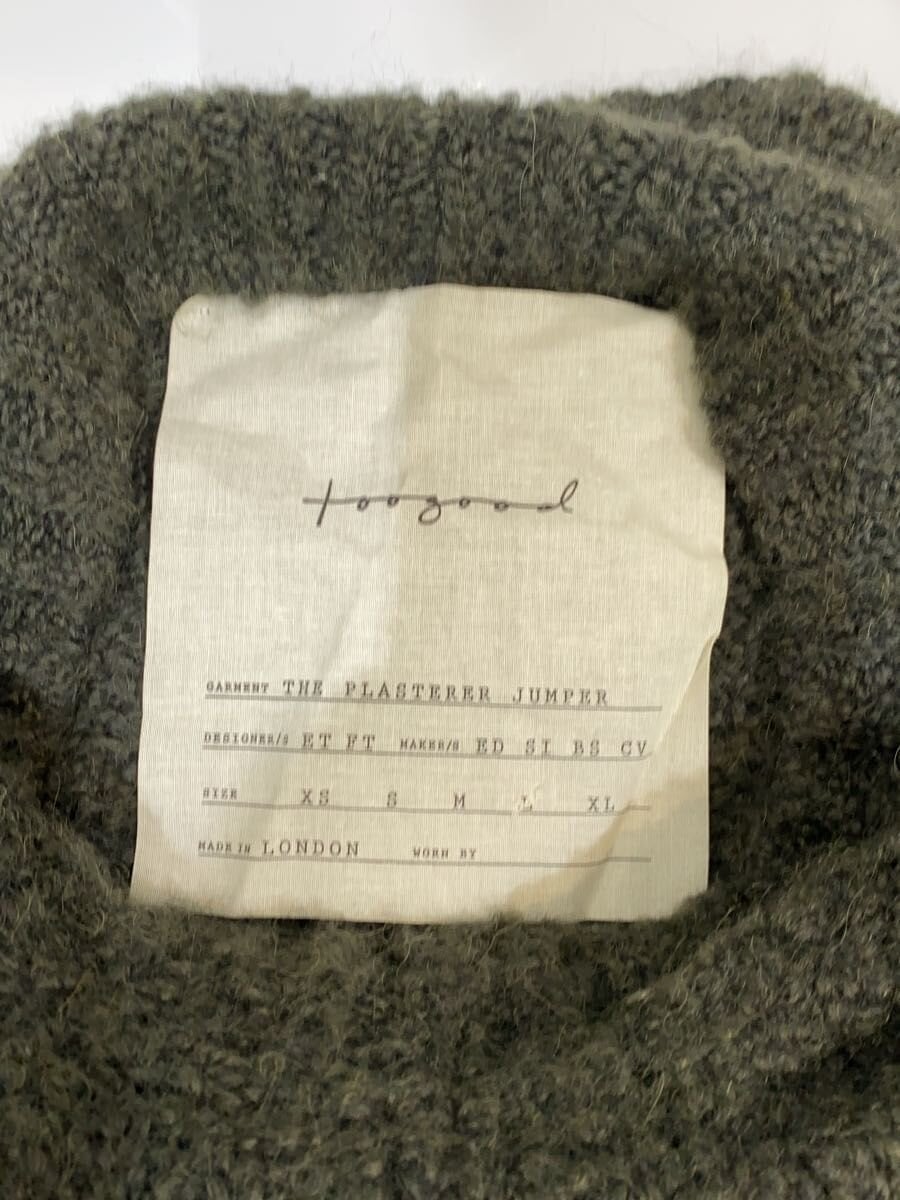 toogood
GARMENT THE PLASTERER JUMPER
DESIGNER/S ET FT MAKER/S ED SI BS CV
SIZE XS S M L XL
MADE IN LONDON WORN BY